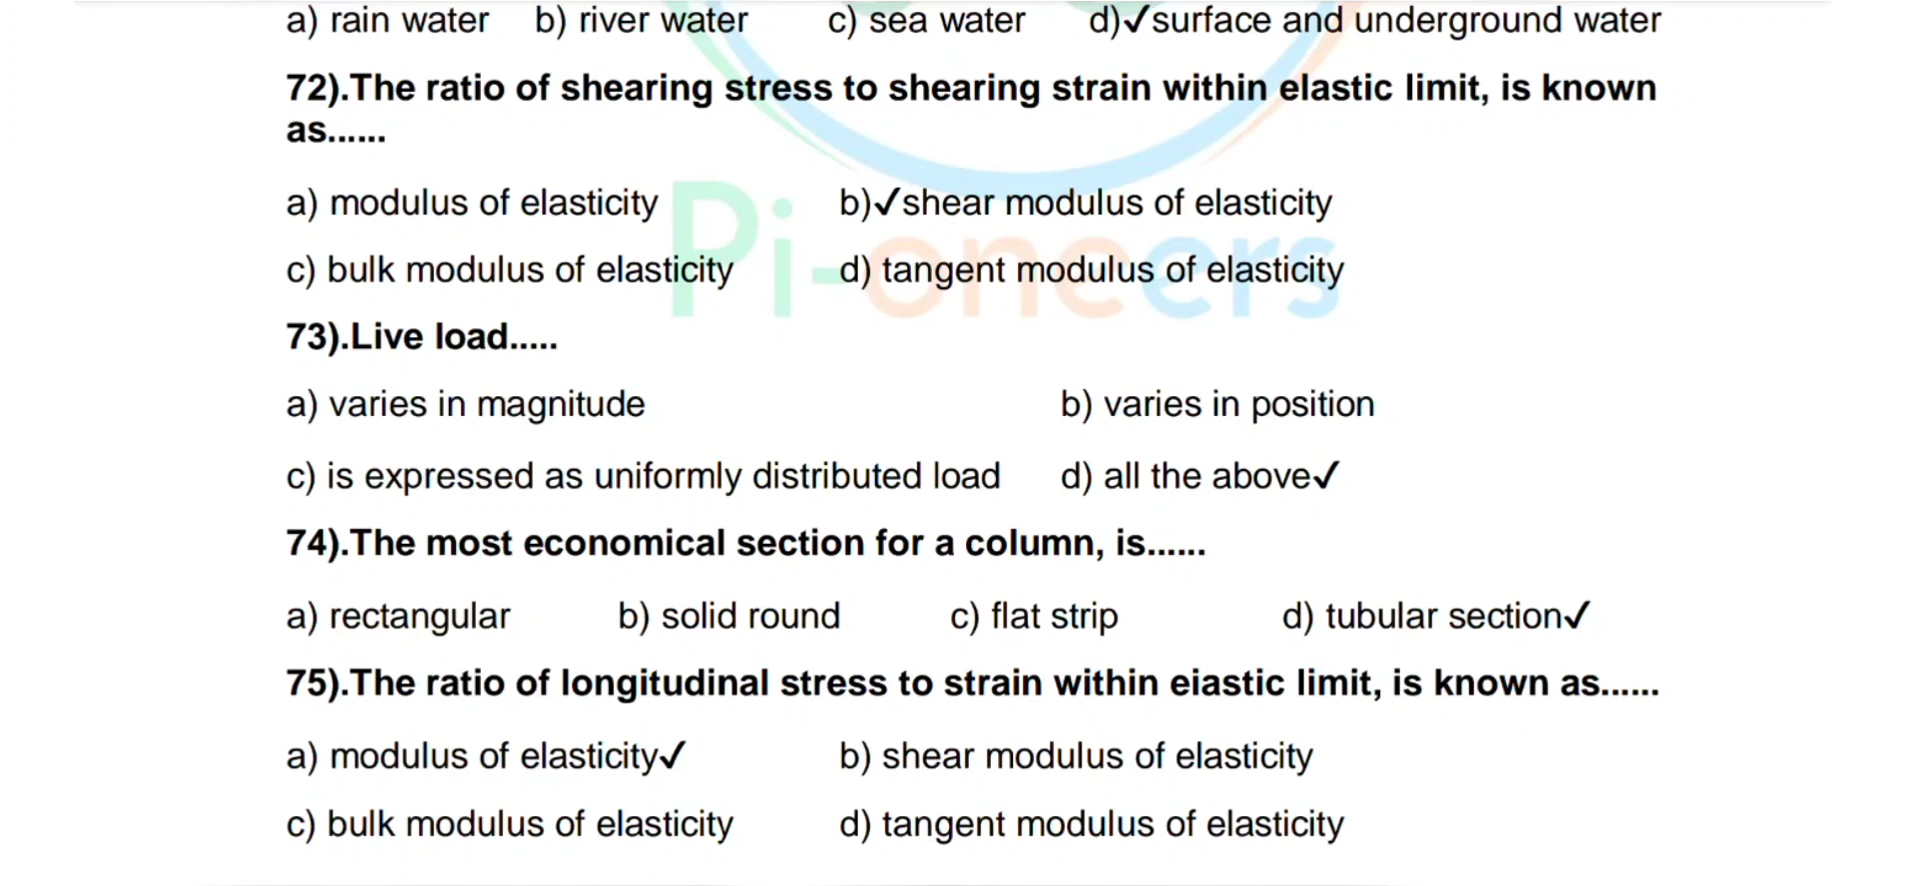 a) rain water b) river water c) sea water d)✓surface and underground water
72).The ratio of shearing stress to shearing strain within elastic limit, is known
as......
a) modulus of elasticity b)✓shear modulus of elasticity
Pi-oneers
c) bulk modulus of elasticity d) tangent modulus of elasticity
73).Live load.....
a) varies in magnitude b) varies in position
c) is expressed as uniformly distributed load d) all the above✓
74).The most economical section for a column, is......
a) rectangular b) solid round c) flat strip d) tubular section✓
75).The ratio of longitudinal stress to strain within eiastic limit, is known as......
a) modulus of elasticity✓ b) shear modulus of elasticity
c) bulk modulus of elasticity d) tangent modulus of elasticity